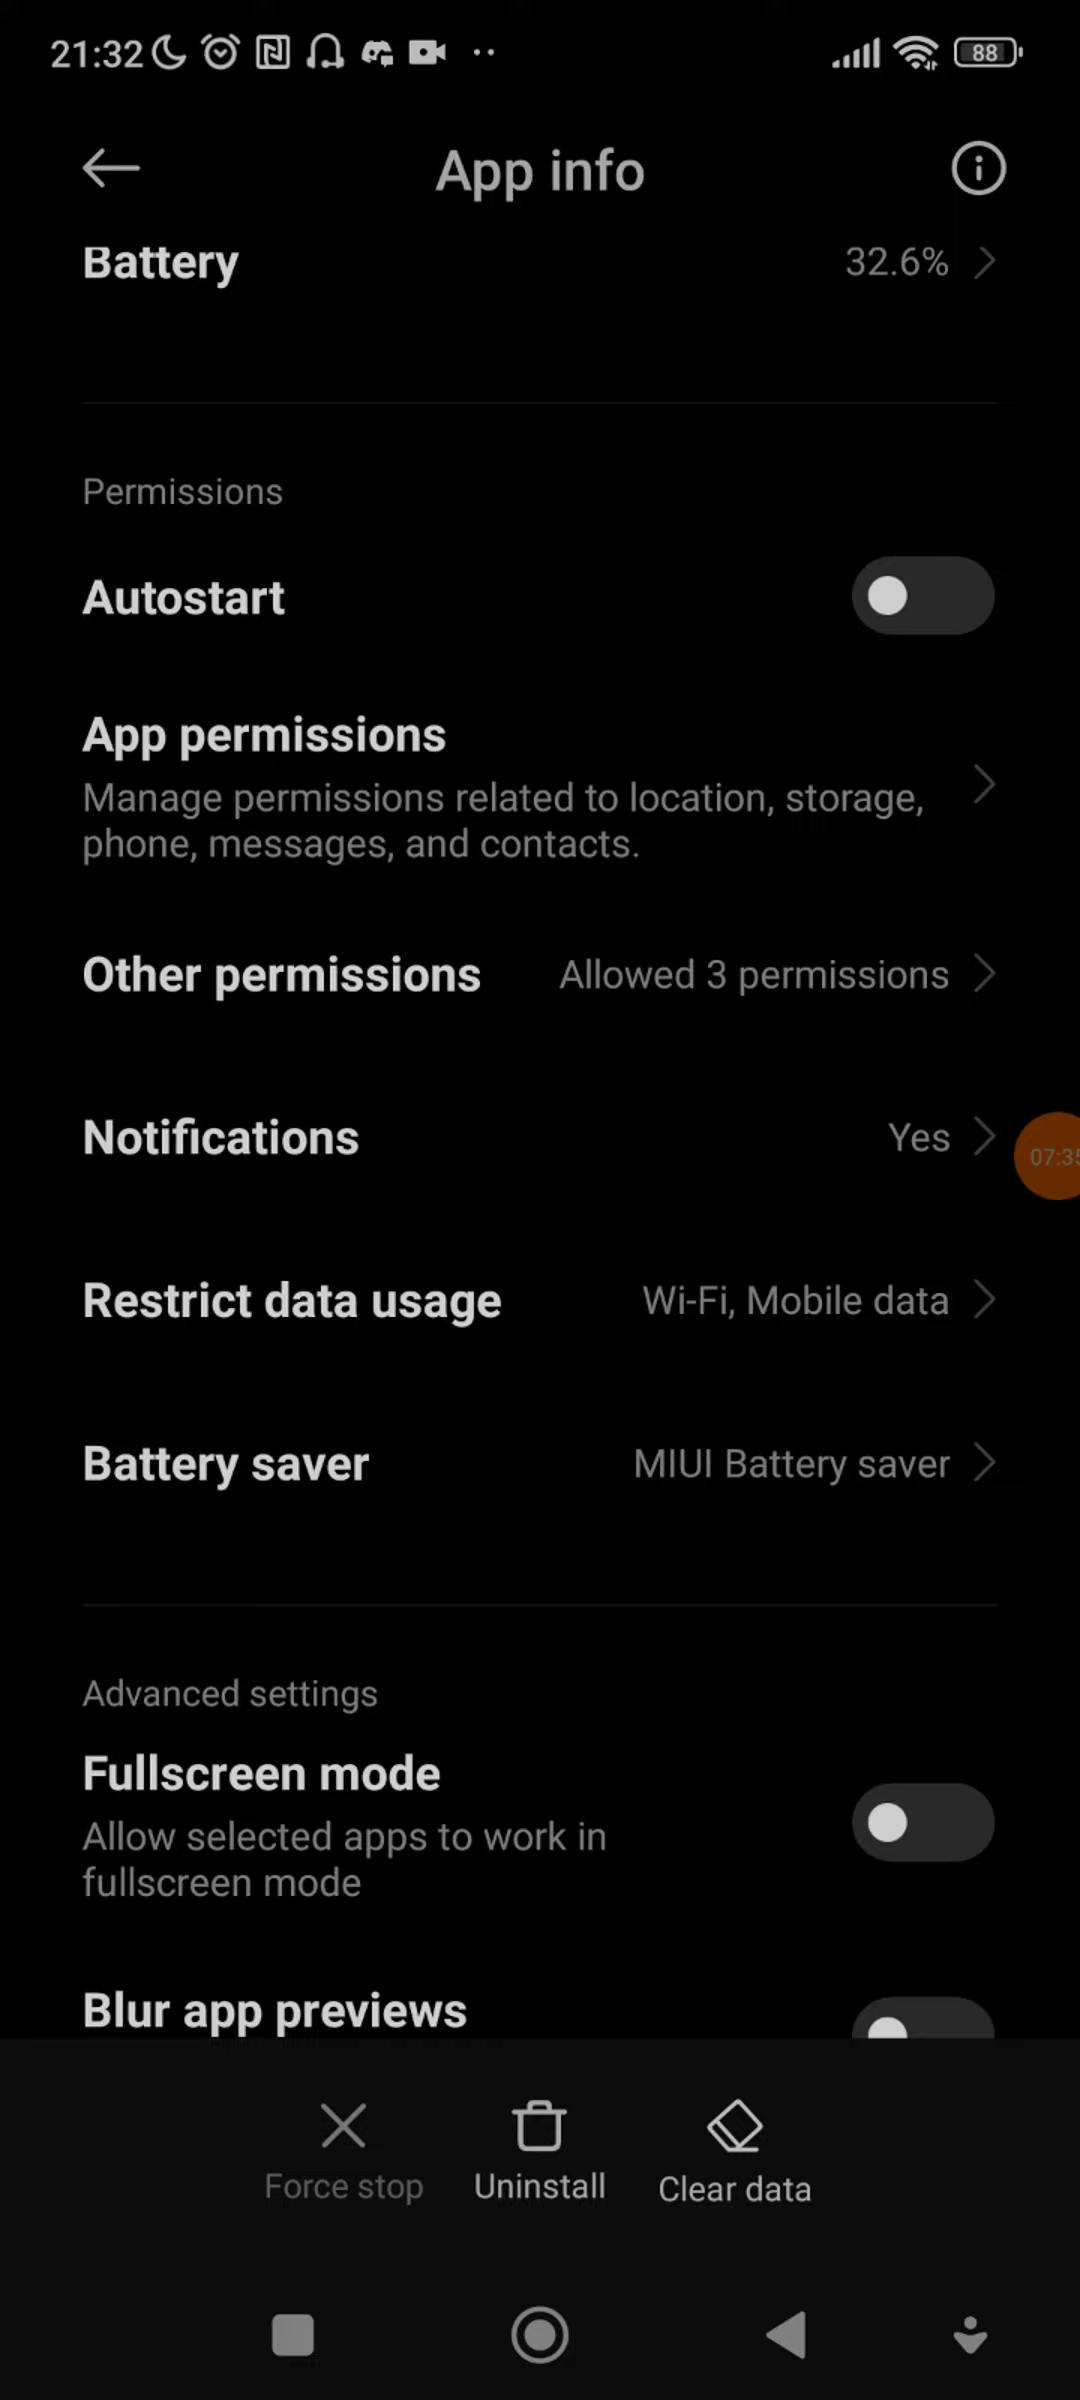 21:32
88
App info
Battery
32.6%
Permissions
Autostart
App permissions
Manage permissions related to location, storage,
phone, messages, and contacts.
Other permissions
Allowed 3 permissions
Notifications
Yes
07:35
Restrict data usage
Wi-Fi, Mobile data
Battery saver
MIUI Battery saver
Advanced settings
Fullscreen mode
Allow selected apps to work in
fullscreen mode
Blur app previews
Force stop
Uninstall
Clear data